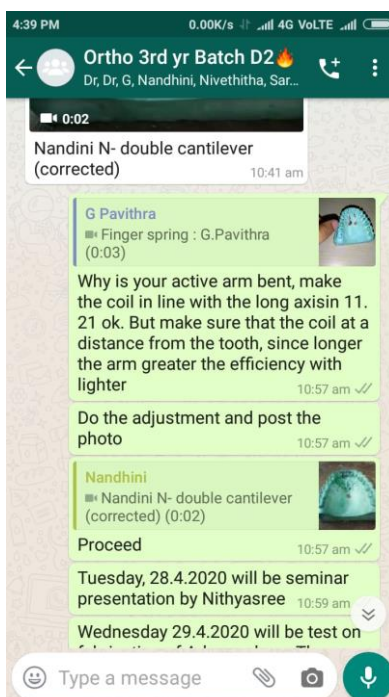 4:39 PM
0.00K/s 4G VoLTE
Ortho 3rd yr Batch D2🔥
Dr, Dr, G, Nandhini, Nivethitha, Sar...
0:02
Nandini N- double cantilever
(corrected)
10:41 am
G Pavithra
Finger spring : G.Pavithra
(0:03)
Why is your active arm bent, make
the coil in line with the long axisin 11.
21 ok. But make sure that the coil at a
distance from the tooth, since longer
the arm greater the efficiency with
lighter
10:57 am
Do the adjustment and post the
photo
10:57 am
Nandhini
Nandini N- double cantilever
(corrected) (0:02)
Proceed
10:57 am
Tuesday, 28.4.2020 will be seminar
presentation by Nithyasree
10:59 am
Wednesday 29.4.2020 will be test on
Type a message